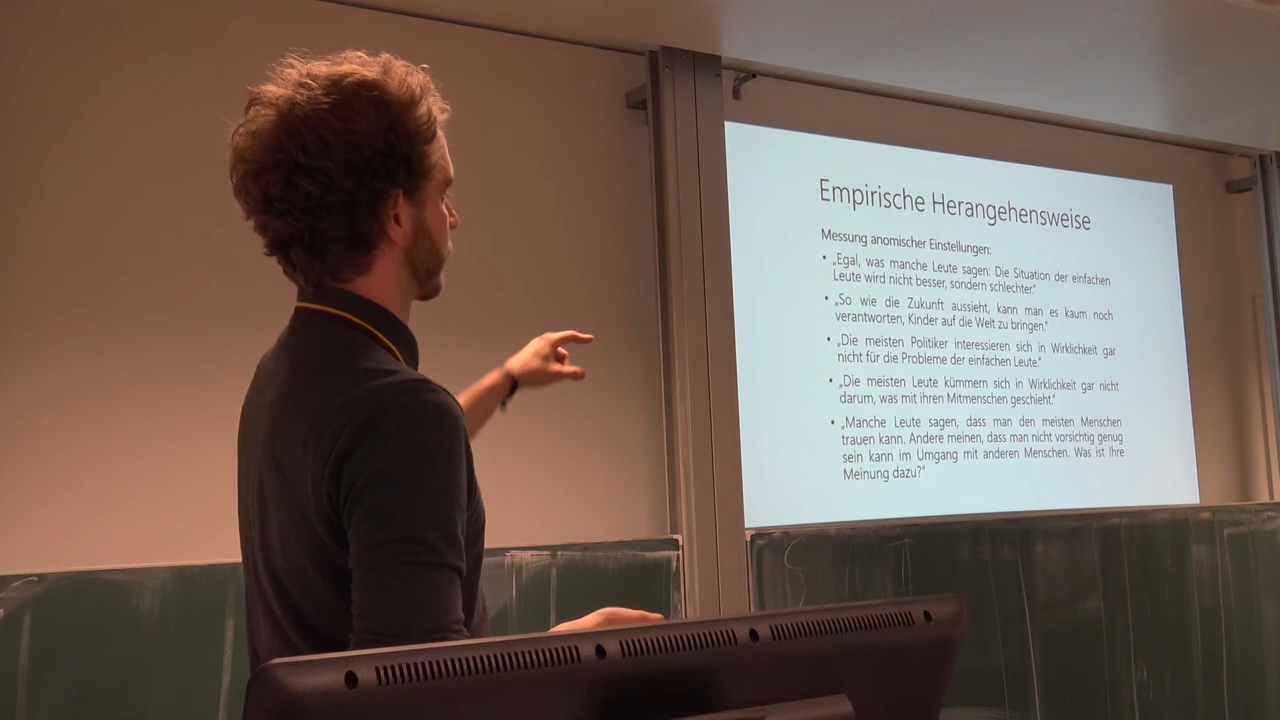 Empirische Herangehensweise
Messung anomischer Einstellungen:
• „Egal, was manche Leute sagen: Die Situation der einfachen
Leute wird nicht besser, sondern schlechter.“
• „So wie die Zukunft aussieht, kann man es kaum noch
verantworten, Kinder auf die Welt zu bringen.“
• „Die meisten Politiker interessieren sich in Wirklichkeit gar
nicht für die Probleme der einfachen Leute.“
• „Die meisten Leute kümmern sich in Wirklichkeit gar nicht
darum, was mit ihren Mitmenschen geschieht.“
• „Manche Leute sagen, dass man den meisten Menschen
trauen kann. Andere meinen, dass man nicht vorsichtig genug
sein kann im Umgang mit anderen Menschen. Was ist Ihre
Meinung dazu?“